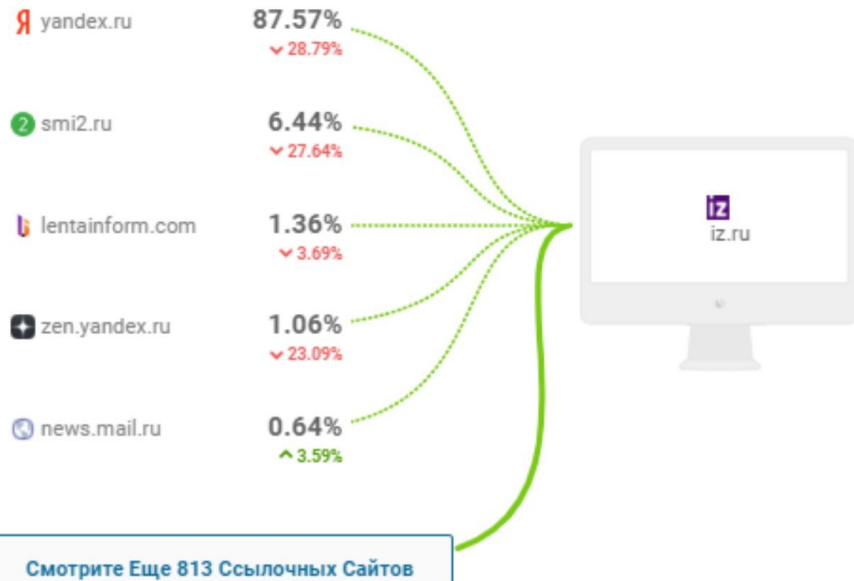 Я yandex.ru 87.57%
28.79%
2 smi2.ru 6.44%
27.64%
lentainform.com 1.36%
3.69%
zen.yandex.ru 1.06%
23.09%
news.mail.ru 0.64%
3.59%
iz
iz.ru
Смотрите Еще 813 Ссылочных Сайтов